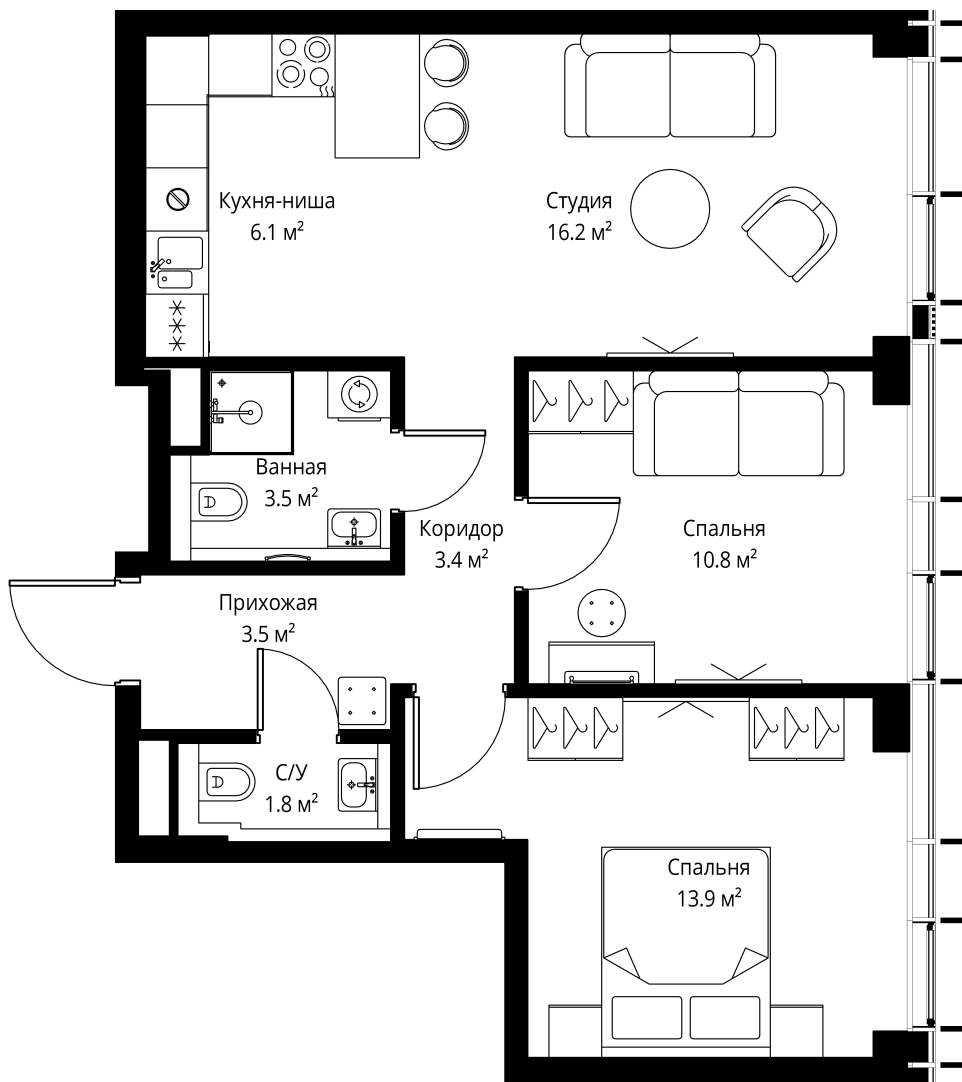 Кухня-ниша
6.1 м²
Студия
16.2 м²
Ванная
3.5 м²
Коридор
3.4 м²
Спальня
10.8 м²
Прихожая
3.5 м²
С/У
1.8 м²
Спальня
13.9 м²